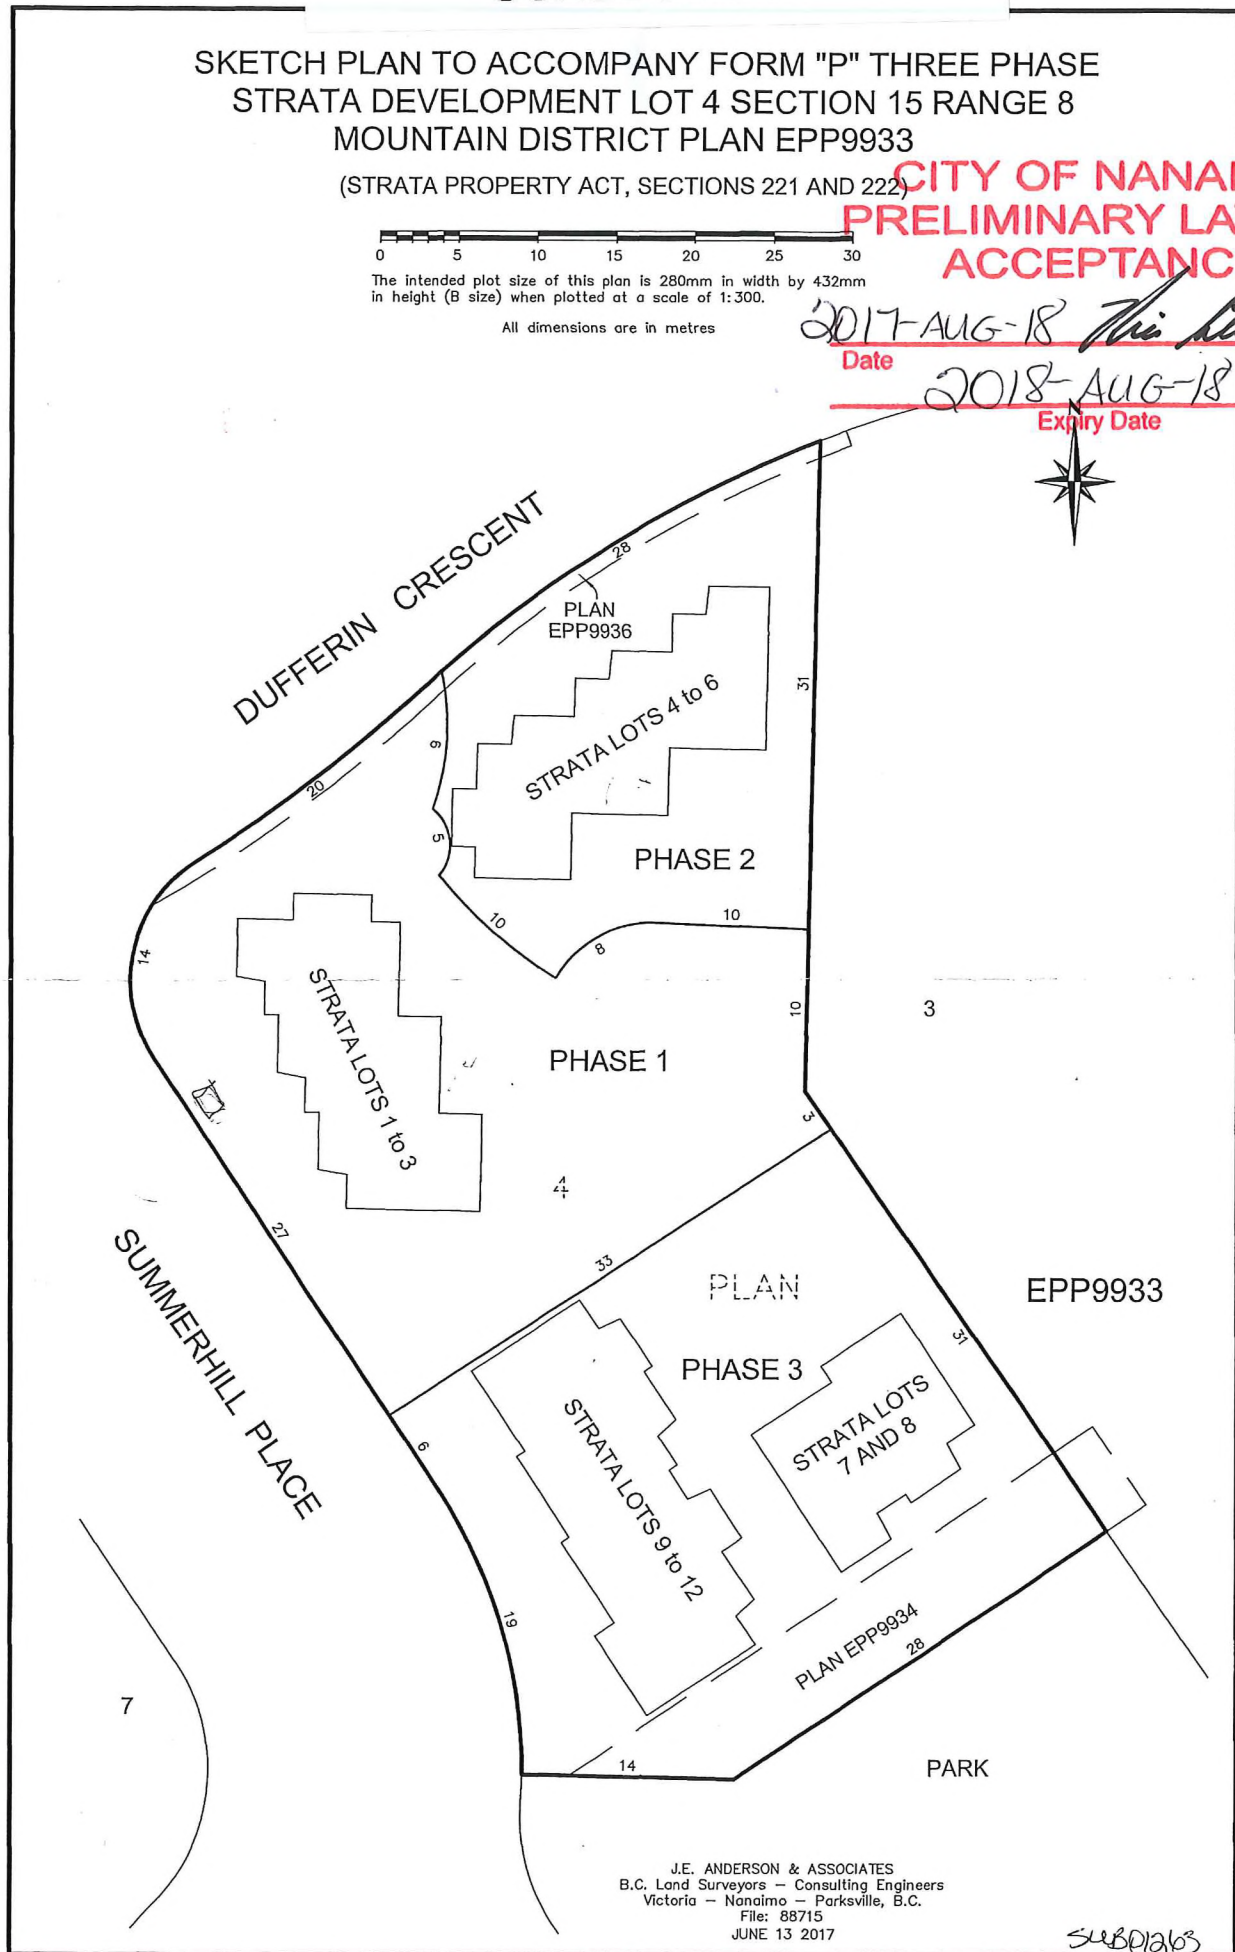 SKETCH PLAN TO ACCOMPANY FORM "P" THREE PHASE
STRATA DEVELOPMENT LOT 4 SECTION 15 RANGE 8
MOUNTAIN DISTRICT PLAN EPP9933
(STRATA PROPERTY ACT, SECTIONS 221 AND 222)
CITY OF NANAI
PRELIMINARY LA
ACCEPTANC
0 5 10 15 20 25 30
The intended plot size of this plan is 280mm in width by 432mm
in height (B size) when plotted at a scale of 1:300.
All dimensions are in metres
2017-AUG-18
Date
2018-AUG-18
Expiry Date
N
DUFFERIN CRESCENT
28
PLAN
EPP9936
31
STRATA LOTS 4 to 6
9
20
5
PHASE 2
10
8
10
14
STRATA LOTS 1 to 3
10
3
PHASE 1
3
4
27
33
SUMMERHILL PLACE
PLAN
EPP9933
31
PHASE 3
STRATA LOTS
7 AND 8
STRATA LOTS 9 to 12
6
19
PLAN EPP9934
28
7
14
PARK
J.E. ANDERSON & ASSOCIATES
B.C. Land Surveyors – Consulting Engineers
Victoria – Nanaimo – Parksville, B.C.
File: 88715
JUNE 13 2017
SUBD1263